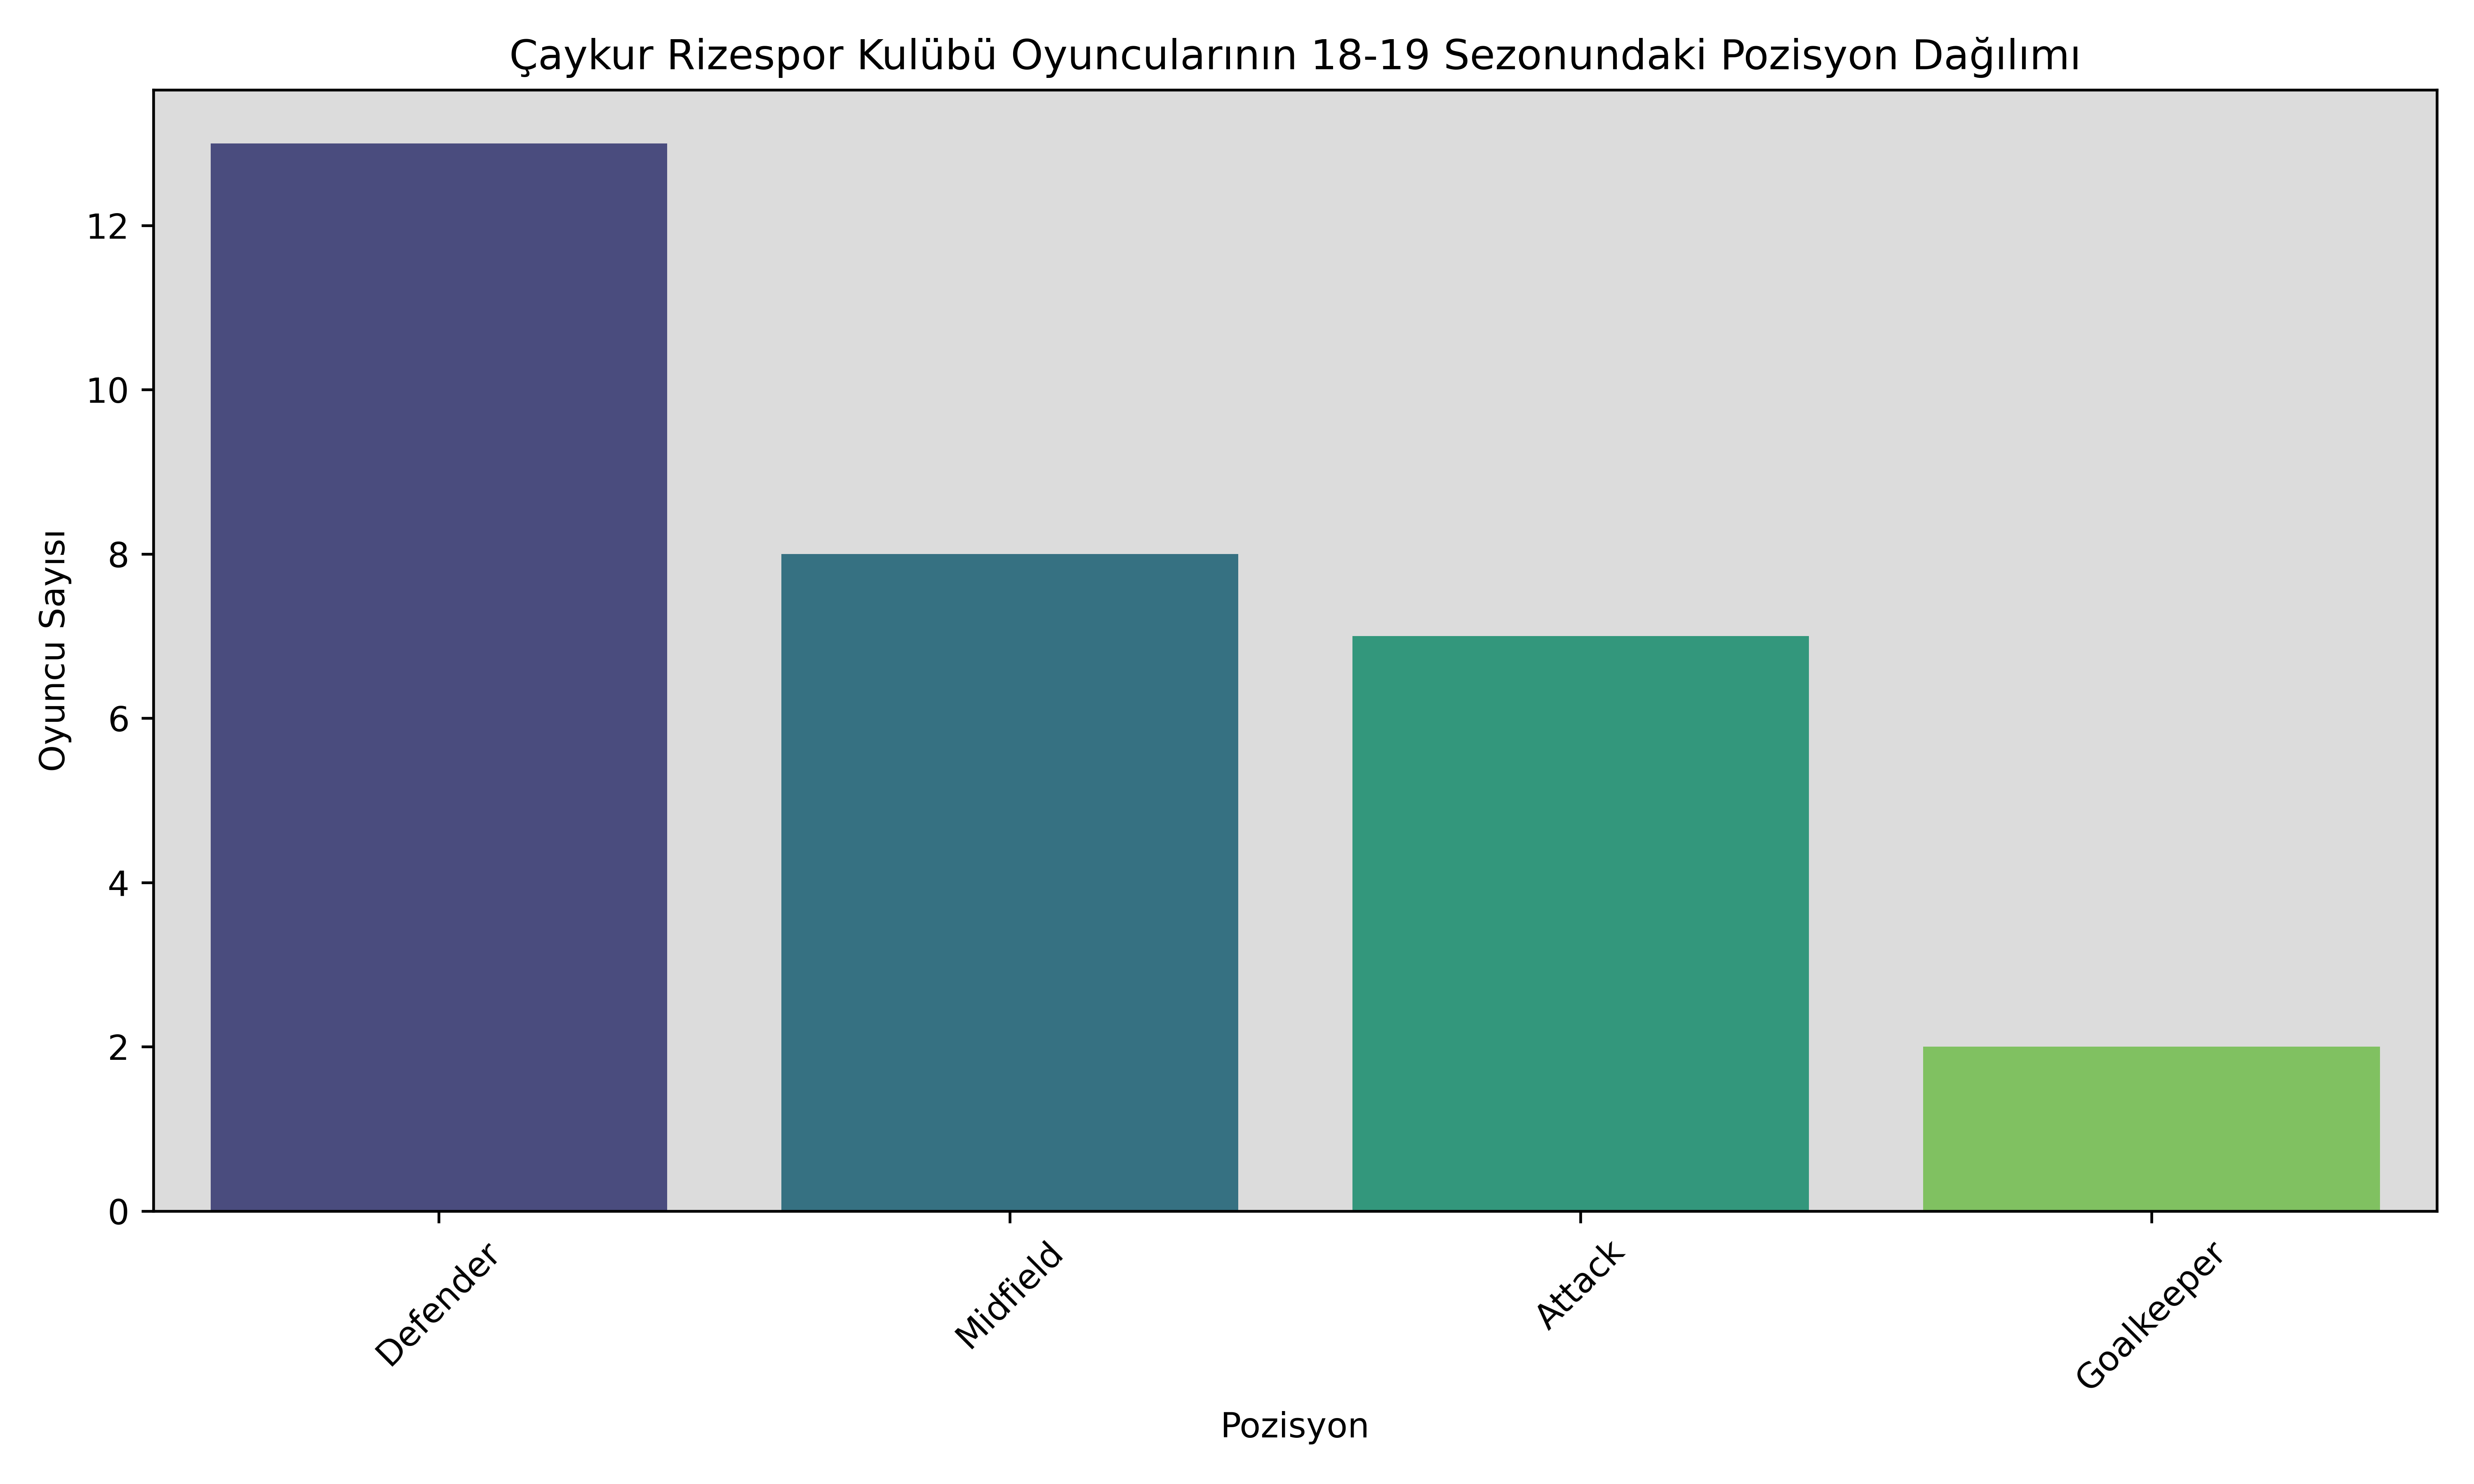 Çaykur Rizespor Kulübü Oyuncularının 18-19 Sezonundaki Pozisyon Dağılımı
Oyuncu Sayısı
12
10
8
6
4
2
0
Defender
Midfield
Attack
Goalkeeper
Pozisyon